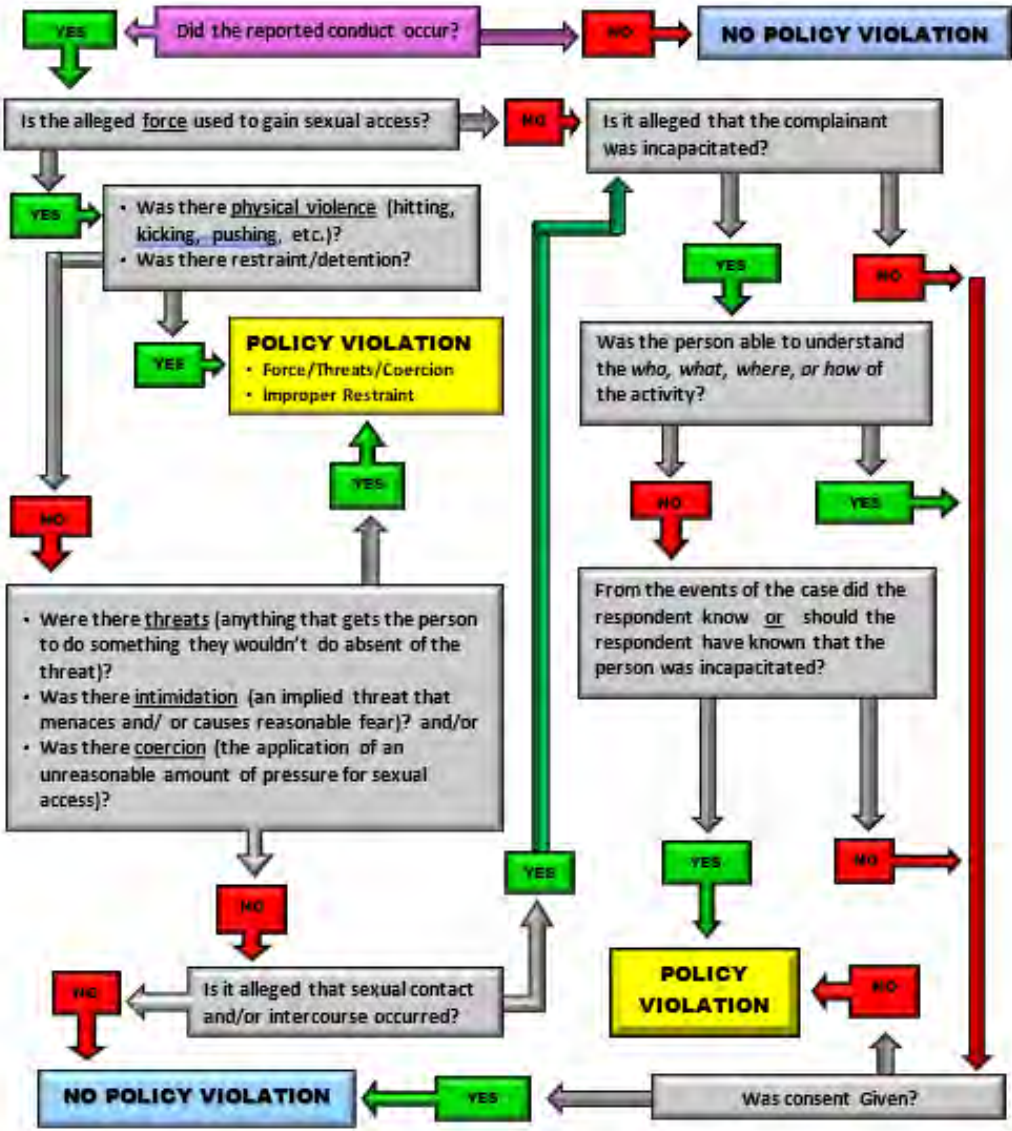 YES
Did the reported conduct occur?
NO
NO POLICY VIOLATION
Is the alleged force used to gain sexual access?
NO
Is it alleged that the complainant
was incapacitated?
YES
• Was there physical violence (hitting,
kicking, pushing, etc.)?
• Was there restraint/detention?
YES
NO
YES
POLICY VIOLATION
• Force/Threats/Coercion
• Improper Restraint
Was the person able to understand
the who, what, where, or how of
the activity?
YES
NO
NO
YES
• Were there threats (anything that gets the person
to do something they wouldn't do absent of the
threat)?
• Was there intimidation (an implied threat that
menaces and/ or causes reasonable fear)? and/or
• Was there coercion (the application of an
unreasonable amount of pressure for sexual
access)?
From the events of the case did the
respondent know or should the
respondent have known that the
person was incapacitated?
YES
YES
NO
NO
NO
Is it alleged that sexual contact
and/or intercourse occurred?
POLICY
VIOLATION
NO
NO POLICY VIOLATION
YES
Was consent Given?